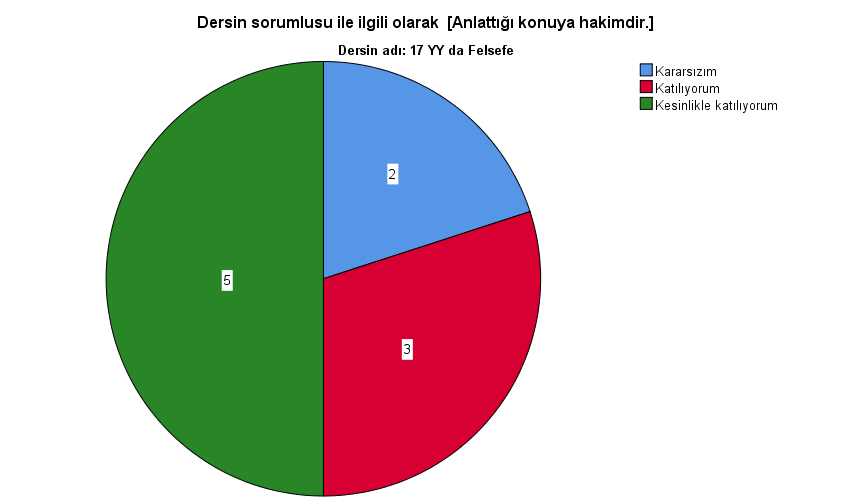 Dersin sorumlusu ile ilgili olarak [Anlattığı konuya hakimdir.]
Dersin adı: 17 YY da Felsefe
Kararsızım
Katılıyorum
Kesinlikle katılıyorum
2
5
3